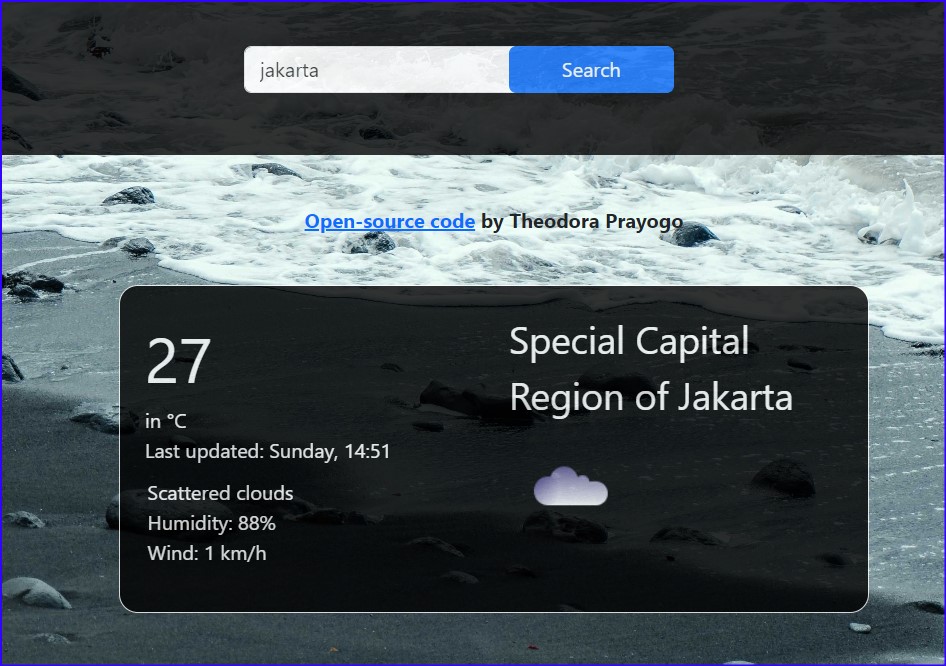 jakarta
Search
Open-source code by Theodora Prayogo
27
in °C
Last updated: Sunday, 14:51
Scattered clouds
Humidity: 88%
Wind: 1 km/h
Special Capital
Region of Jakarta